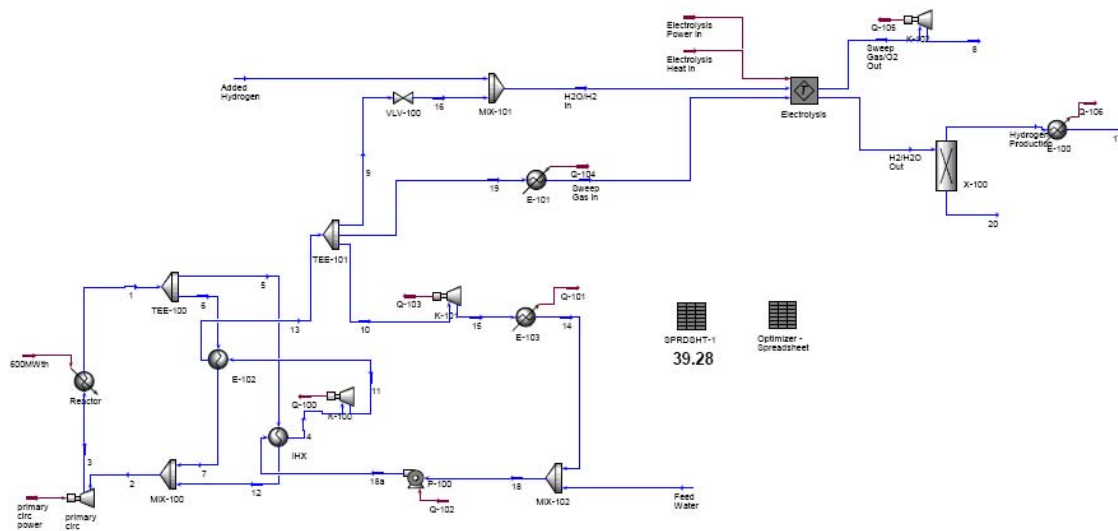 Electrolysis
Power In
Q-105
K-102
Electrolysis
Heat In
Sweep
Gas/O2
Out
8
Added
Hydrogen
VLV-100
16
MIX-101
H2O/H2
In
Electrolysis
Q-106
Hydrogen
Production
E-100
H2/H2O
Out
X-100
20
9
19
Q-104
E-101
Sweep
Gas In
TEE-101
1
TEE-100
5
6
13
10
Q-103
K-101
15
Q-101
E-103
14
SPRDSHT-1
39.28
Optimizer -
Spreadsheet
600MWth
Reactor
E-102
11
Q-100
K-100
4
IHX
3
2
7
MIX-100
12
18a
P-100
18
MIX-102
Q-102
Feed
Water
primary
circ
power
primary
circ